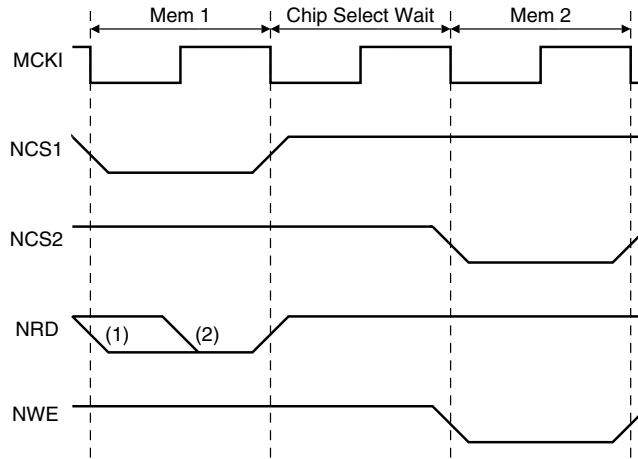 Mem 1
Chip Select Wait
Mem 2
MCKI
NCS1
NCS2
NRD
(1)
(2)
NWE